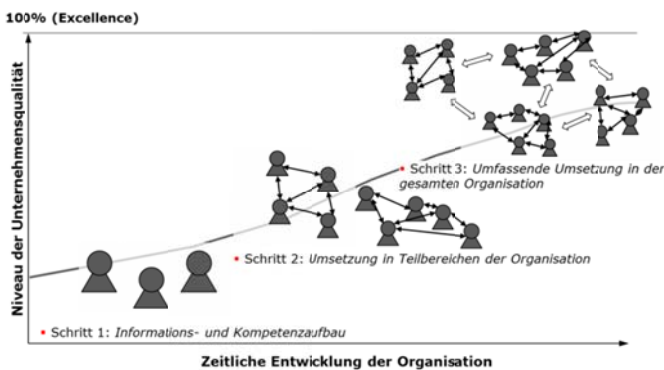 100% (Excellence)
Niveau der Unternehmensqualität
• Schritt 3: Umfassende Umsetzung in der
gesamten Organisation
• Schritt 2: Umsetzung in Teilbereichen der Organisation
• Schritt 1: Informations- und Kompetenzaufbau
Zeitliche Entwicklung der Organisation